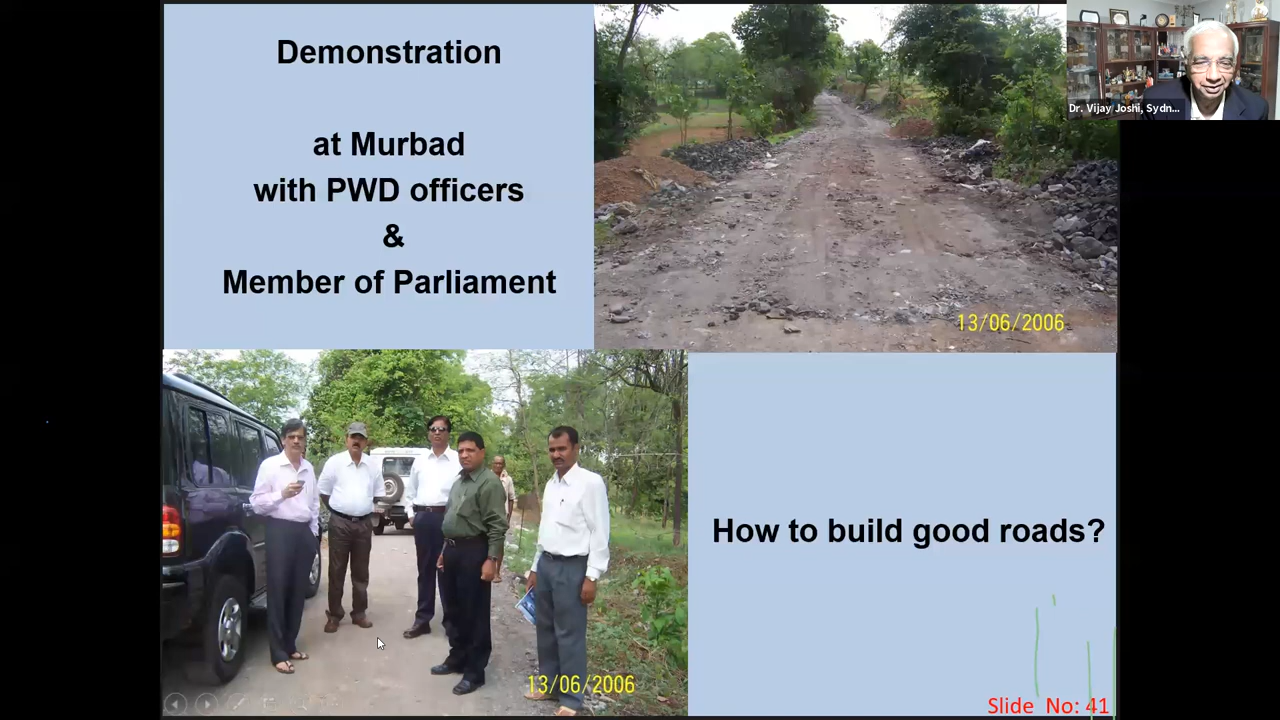 Demonstration
at Murbad
with PWD officers
&
Member of Parliament
13/06/2006
Dr. Vijay Joshi, Sydn...
13/06/2006
How to build good roads?
Slide No: 41